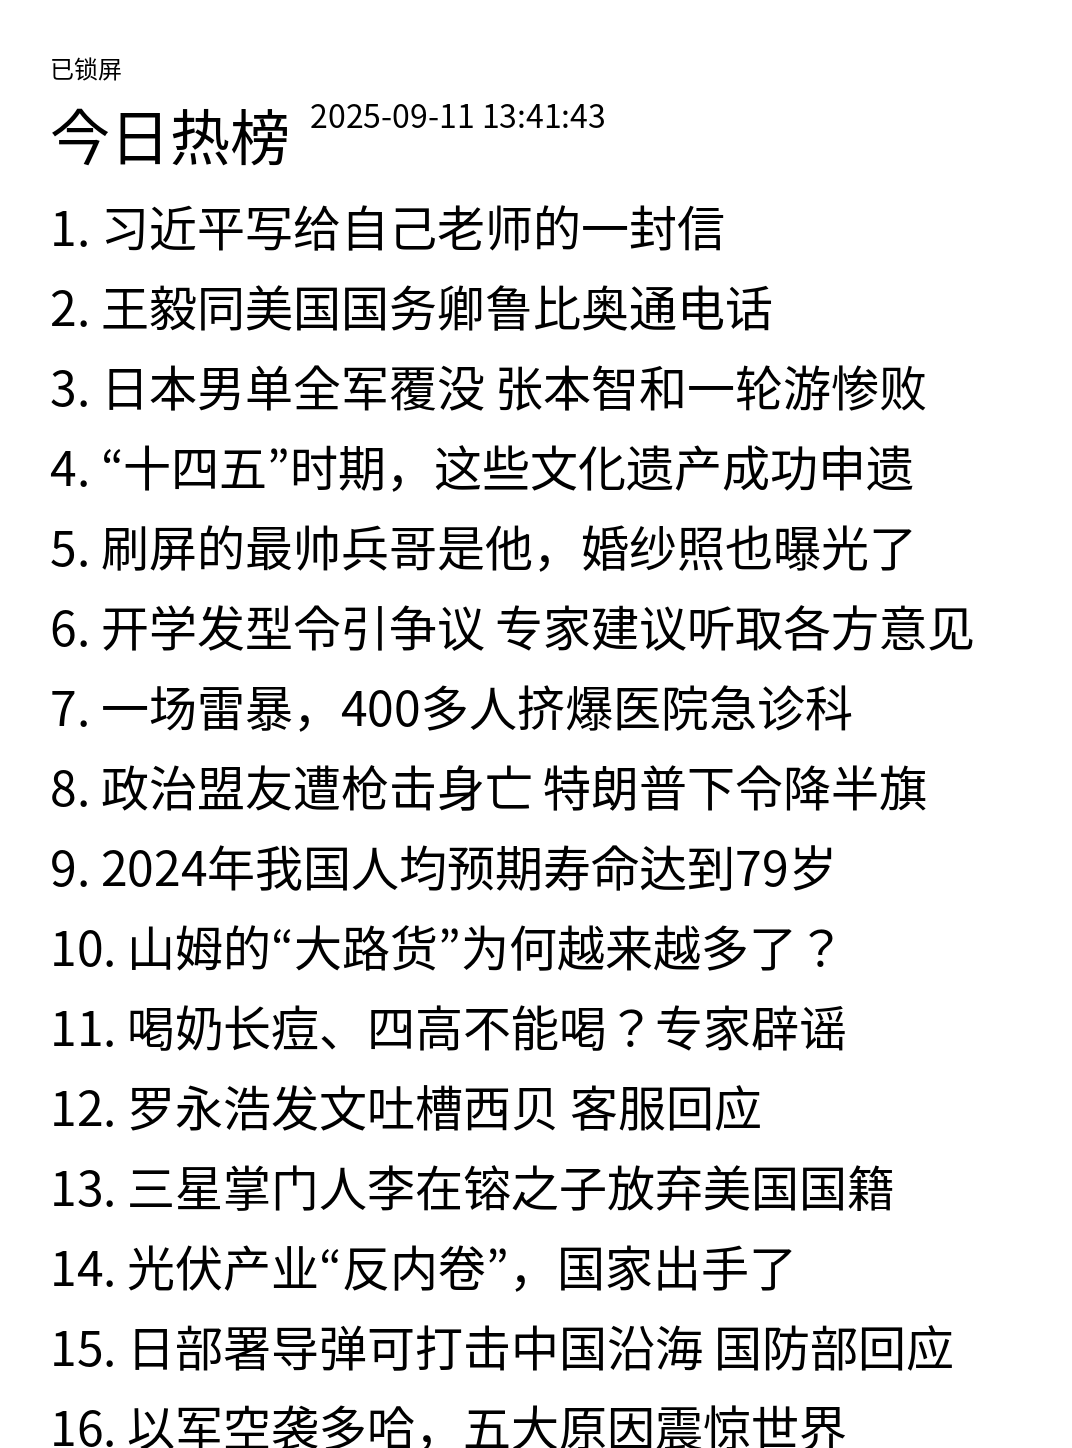 已锁屏
今日热榜 2025-09-11 13:41:43
1. 习近平写给自己老师的一封信
2. 王毅同美国国务卿鲁比奥通电话
3. 日本男单全军覆没 张本智和一轮游惨败
4. “十四五”时期，这些文化遗产成功申遗
5. 刷屏的最帅兵哥是他，婚纱照也曝光了
6. 开学发型令引争议 专家建议听取各方意见
7. 一场雷暴，400多人挤爆医院急诊科
8. 政治盟友遭枪击身亡 特朗普下令降半旗
9. 2024年我国人均预期寿命达到79岁
10. 山姆的“大路货”为何越来越多了？
11. 喝奶长痘、四高不能喝？专家辟谣
12. 罗永浩发文吐槽西贝 客服回应
13. 三星掌门人李在镕之子放弃美国国籍
14. 光伏产业“反内卷”，国家出手了
15. 日部署导弹可打击中国沿海 国防部回应
16. 以军空袭多哈，五大原因震惊世界